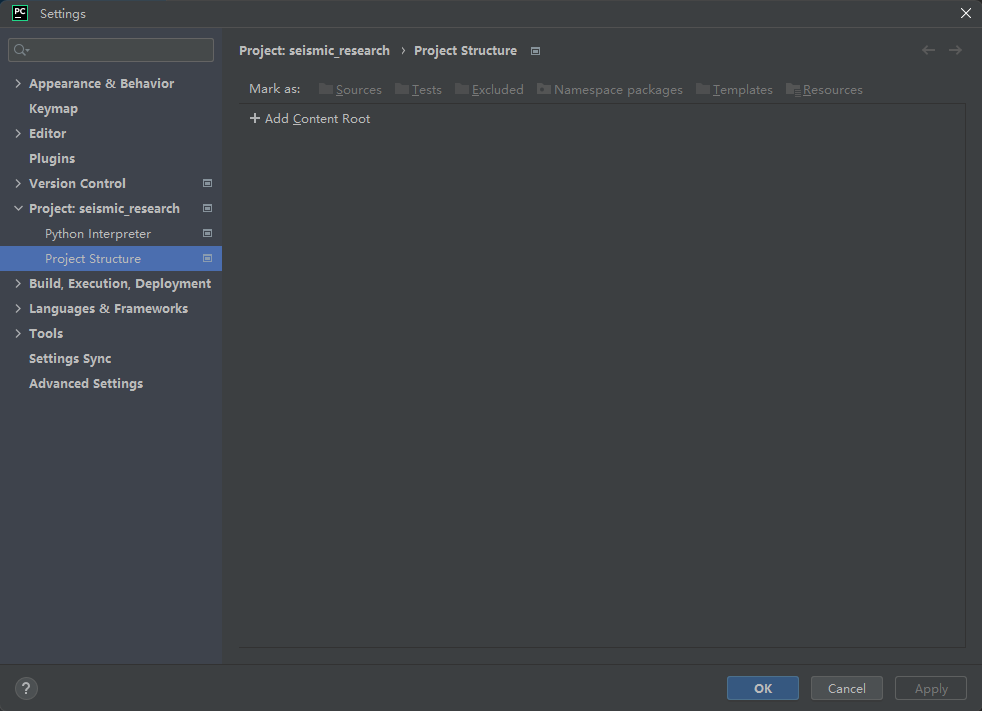 PC Settings
Project: seismic_research › Project Structure
Appearance & Behavior
Keymap
Editor
Plugins
Version Control
Project: seismic_research
Python Interpreter
Project Structure
Build, Execution, Deployment
Languages & Frameworks
Tools
Settings Sync
Advanced Settings
Mark as: Sources Tests Excluded Namespace packages Templates Resources
+ Add Content Root
? OK Cancel Apply